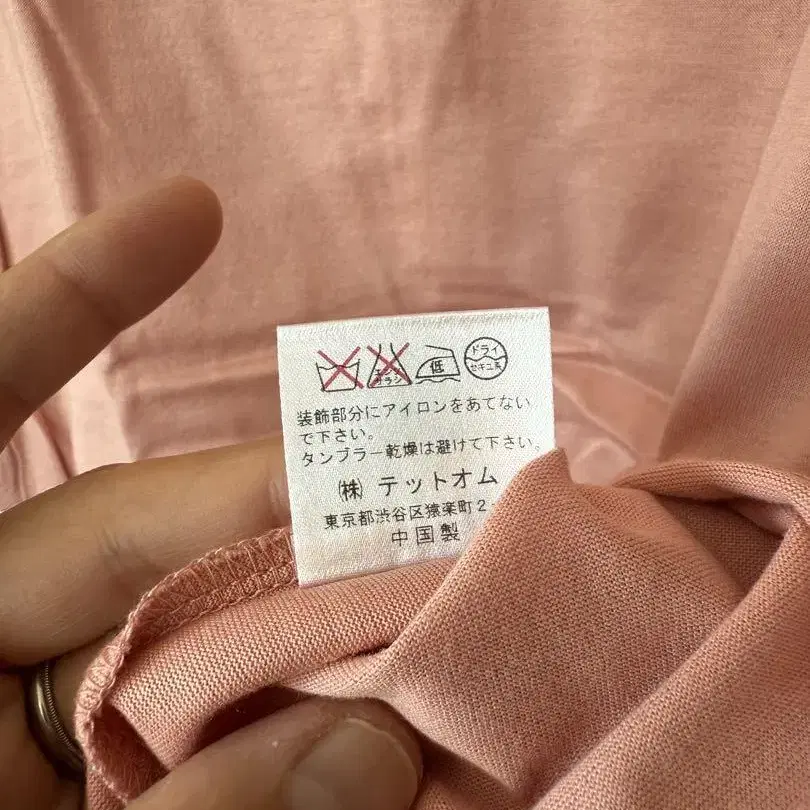 低
ドライ
セキユ系
装飾部分にアイロンをあてない
で下さい。
タンブラー乾燥は避けて下さい。
㈱ テットオム
東京都渋谷区猿楽町2
中国製